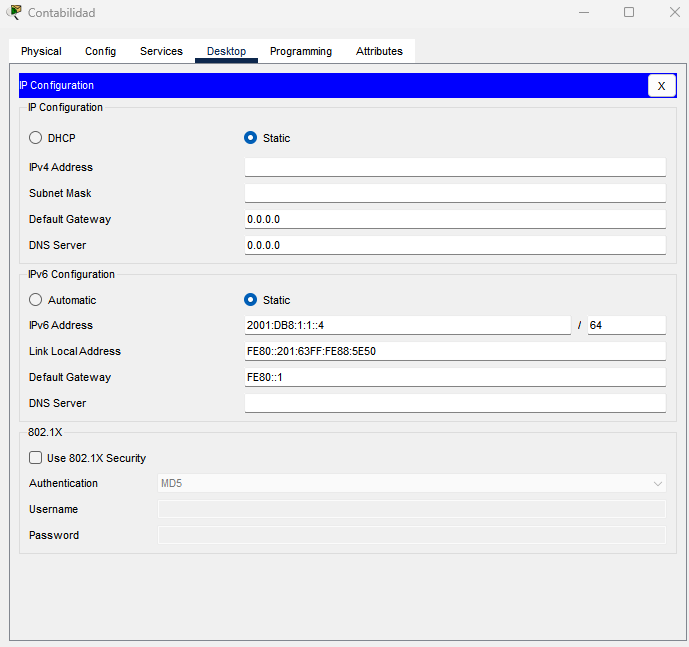 Contabilidad
Physical Config Services Desktop Programming Attributes
IP Configuration X
IP Configuration
DHCP Static
IPv4 Address
Subnet Mask
Default Gateway 0.0.0.0
DNS Server 0.0.0.0
IPv6 Configuration
Automatic Static
IPv6 Address 2001:DB8:1:1::4 / 64
Link Local Address FE80::201:63FF:FE88:5E50
Default Gateway FE80::1
DNS Server
802.1X
Use 802.1X Security
Authentication MD5
Username
Password